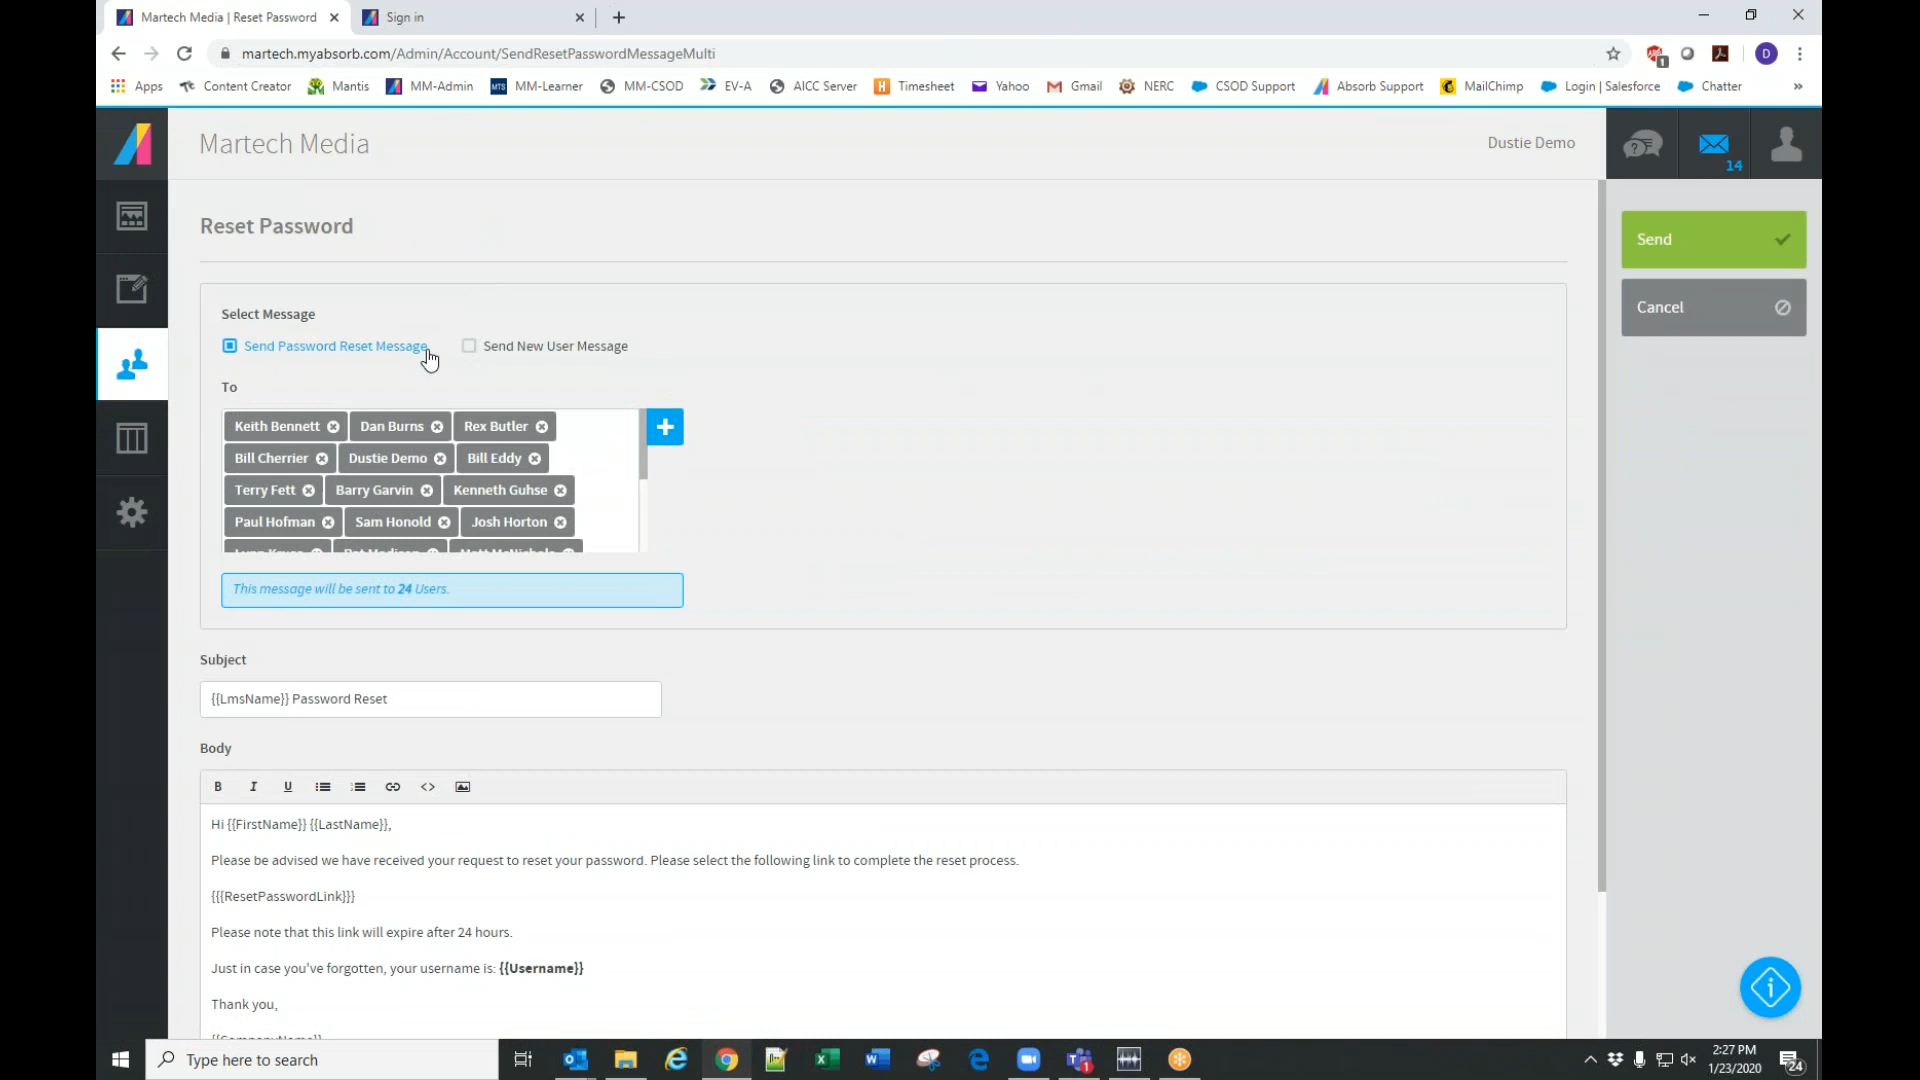 Martech Media | Reset Password
Sign in
martech.myabsorb.com/Admin/Account/SendResetPasswordMessageMulti
1
D
Apps
Content Creator
Mantis
MM-Admin
MTS
MM-Learner
MM-CSOD
EV-A
AICC Server
H
Timesheet
Yahoo
Gmail
NERC
CSOD Support
Absorb Support
MailChimp
Login | Salesforce
Chatter
»
Martech Media
Dustie Demo
14
Reset Password
Send
Cancel
Select Message
Send Password Reset Message
Send New User Message
To
Keith Bennett
Dan Burns
Rex Butler
Bill Cherrier
Dustie Demo
Bill Eddy
Terry Fett
Barry Garvin
Kenneth Guhse
Paul Hofman
Sam Honold
Josh Horton
This message will be sent to 24 Users.
Subject
{{LmsName}} Password Reset
Body
B I U
Hi {{FirstName}} {{LastName}},
Please be advised we have received your request to reset your password. Please select the following link to complete the reset process.
{{{ResetPasswordLink}}}
Please note that this link will expire after 24 hours.
Just in case you've forgotten, your username is: {{Username}}
Thank you,
{{CompanyName}}
Type here to search
2:27 PM
1/23/2020
24